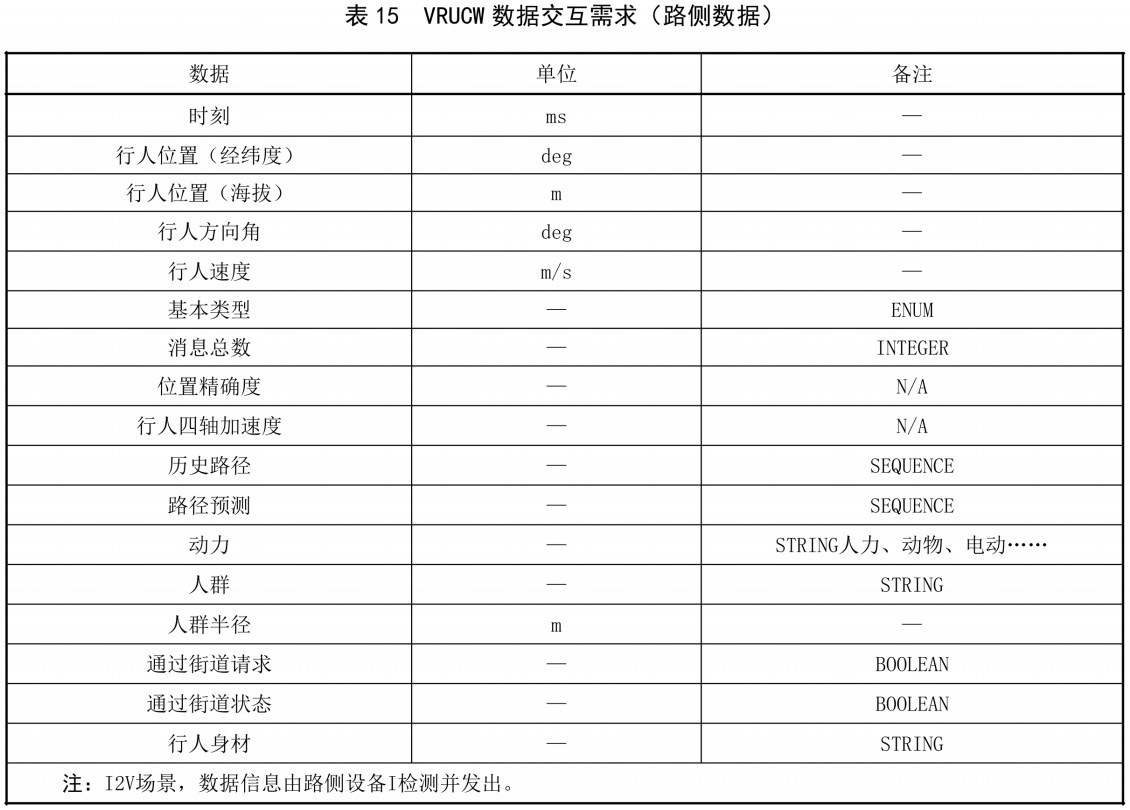 表 15 VRUCW 数据交互需求（路侧数据）
数据 单位 备注
时刻 ms —
行人位置（经纬度） deg —
行人位置（海拔） m —
行人方向角 deg —
行人速度 m/s —
基本类型 — ENUM
消息总数 — INTEGER
位置精确度 — N/A
行人四轴加速度 — N/A
历史路径 — SEQUENCE
路径预测 — SEQUENCE
动力 — STRING人力、动物、电动……
人群 — STRING
人群半径 m —
通过街道请求 — BOOLEAN
通过街道状态 — BOOLEAN
行人身材 — STRING
注：I2V场景，数据信息由路侧设备I检测并发出。